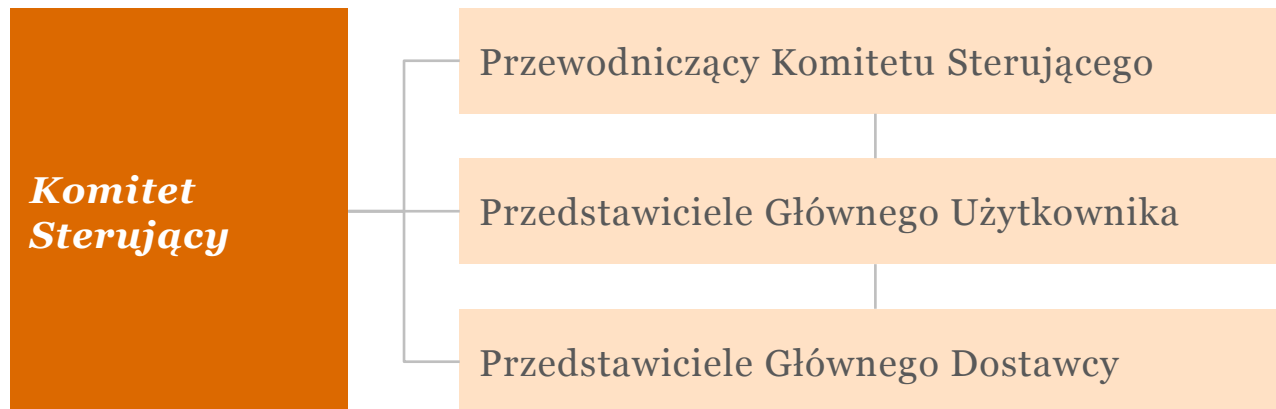 Komitet
Sterujący
Przewodniczący Komitetu Sterującego
Przedstawiciele Głównego Użytkownika
Przedstawiciele Głównego Dostawcy